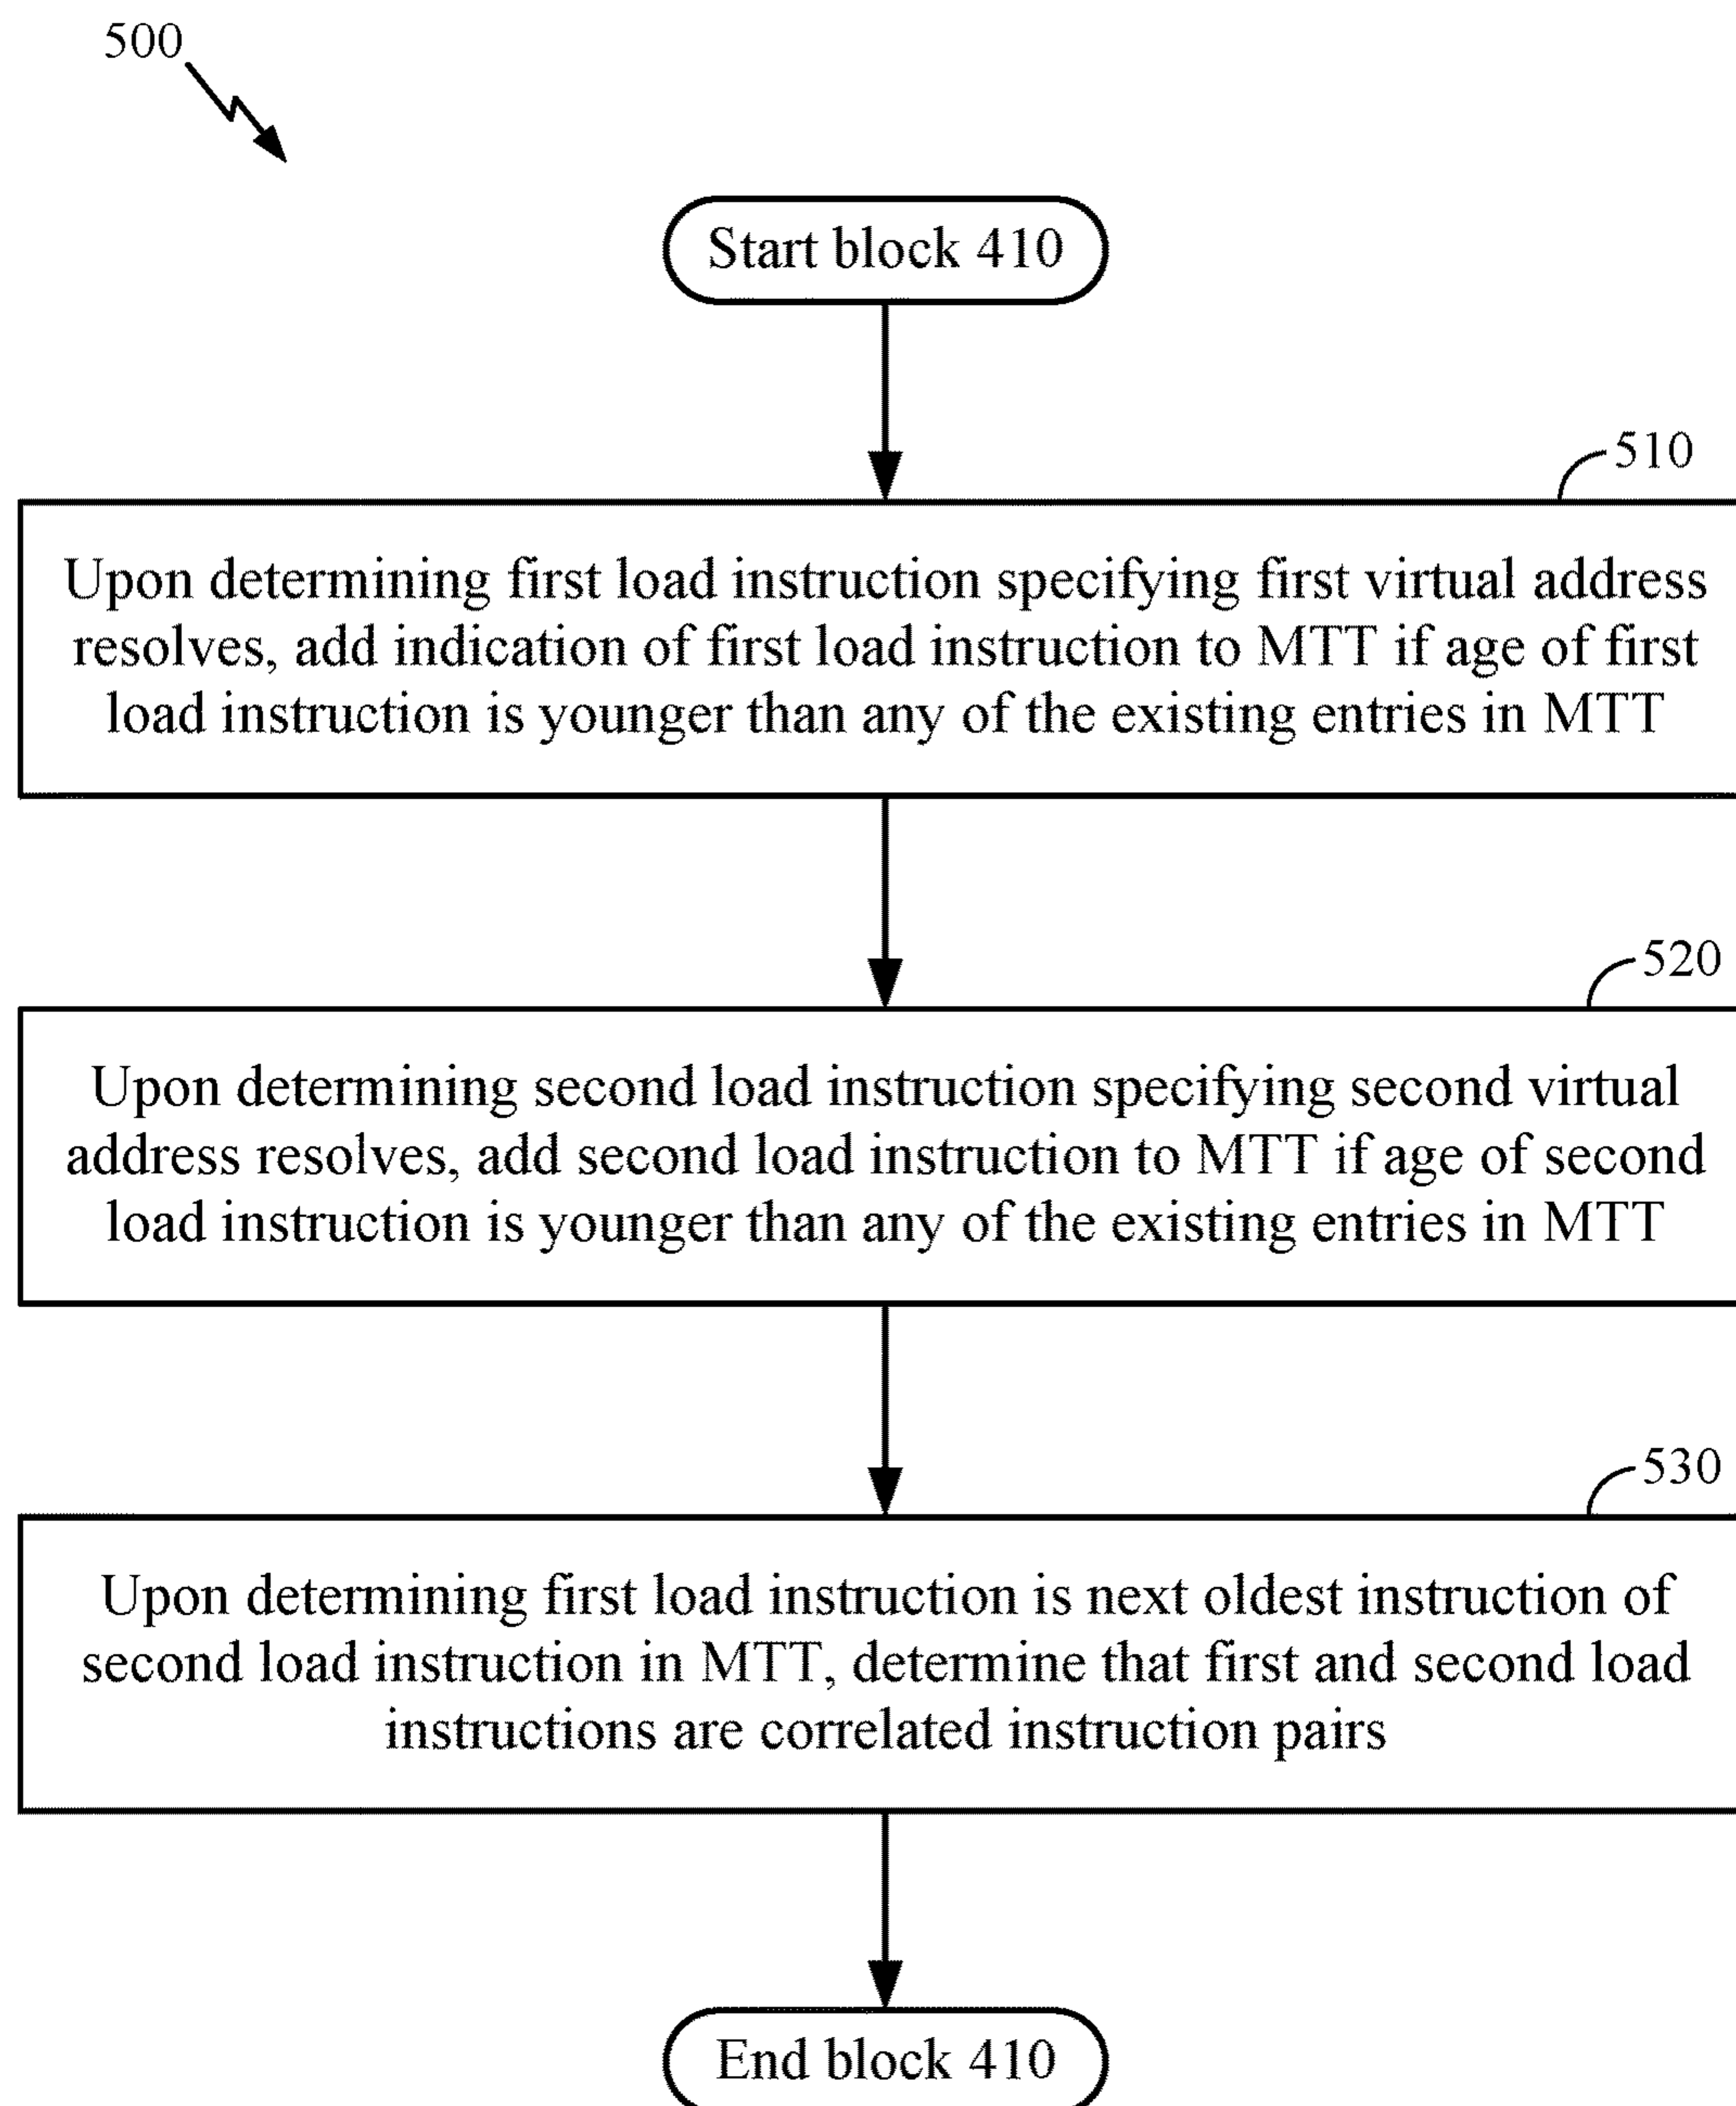 500
Start block 410
510
Upon determining first load instruction specifying first virtual address
resolves, add indication of first load instruction to MTT if age of first
load instruction is younger than any of the existing entries in MTT
520
Upon determining second load instruction specifying second virtual
address resolves, add second load instruction to MTT if age of second
load instruction is younger than any of the existing entries in MTT
530
Upon determining first load instruction is next oldest instruction of
second load instruction in MTT, determine that first and second load
instructions are correlated instruction pairs
End block 410